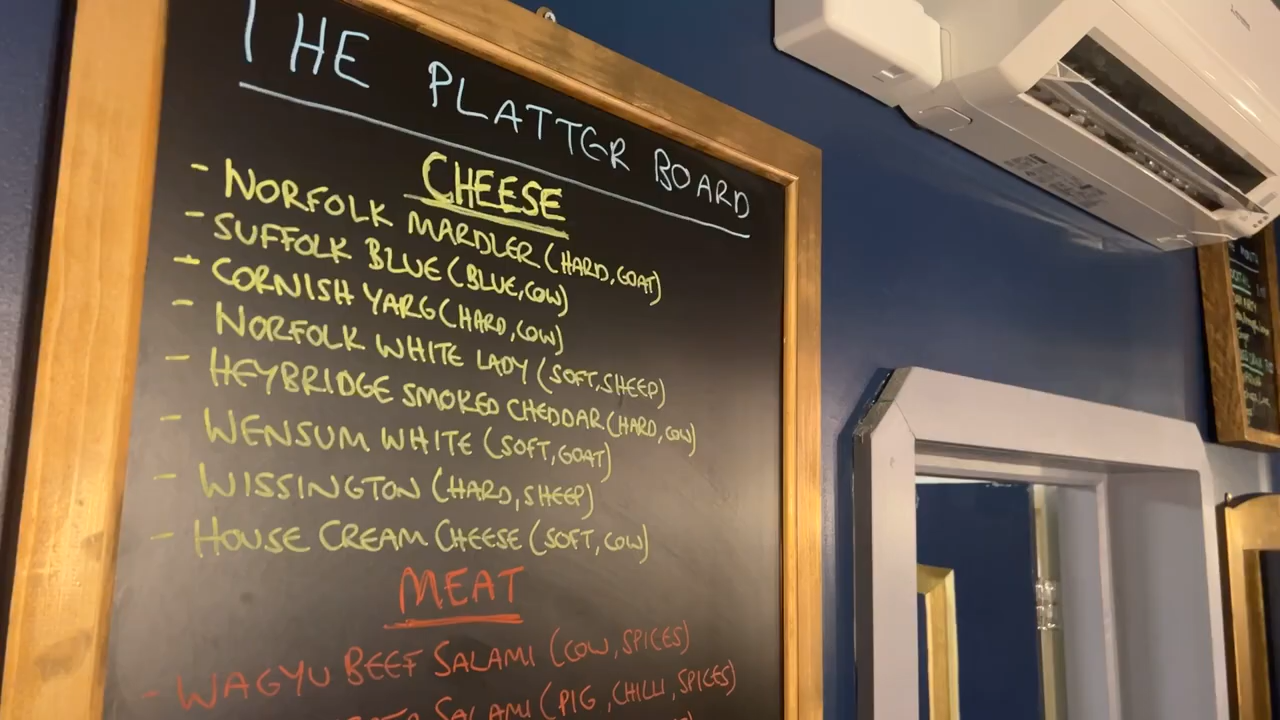 THE PLATTER BOARD
CHEESE
- NORFOLK MARDLER (HARD, GOAT)
- SUFFOLK BLUE (BLUE, COW)
- CORNISH YARG (HARD, COW)
- NORFOLK WHITE LADY (SOFT, SHEEP)
- HEYBRIDGE SMOKED CHEDDAR (HARD, COW)
- WENSUM WHITE (SOFT, GOAT)
- WISSINGTON (HARD, SHEEP)
- HOUSE CREAM CHEESE (SOFT, COW)
MEAT
- WAGYU BEEF SALAMI (COW, SPICES)
SALAMI (PIG, CHILLI, SPICES)